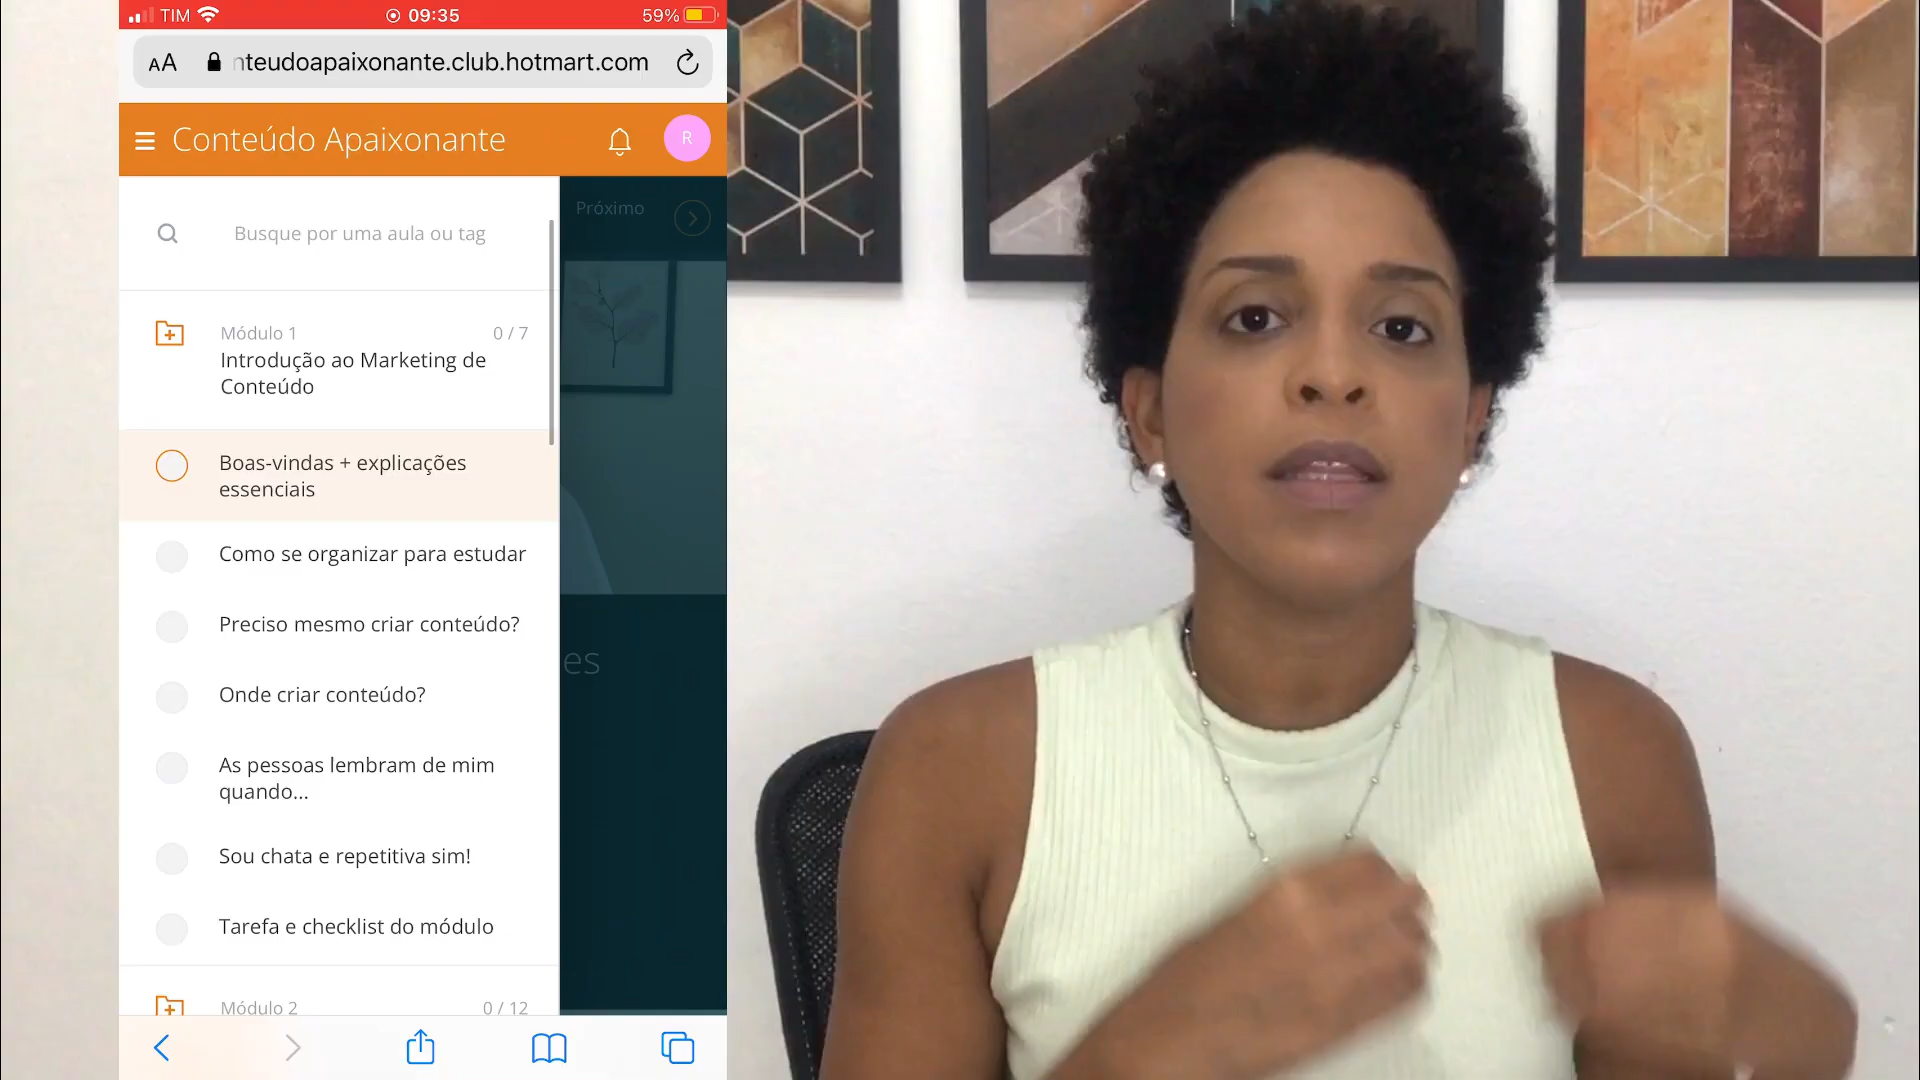 TIM
09:35
59%
AA
nteudoapaixonante.club.hotmart.com
Conteúdo Apaixonante
R
Próximo
Busque por uma aula ou tag
Módulo 1
0 / 7
Introdução ao Marketing de
Conteúdo
Boas-vindas + explicações
essenciais
Como se organizar para estudar
Preciso mesmo criar conteúdo?
es
Onde criar conteúdo?
As pessoas lembram de mim
quando...
Sou chata e repetitiva sim!
Tarefa e checklist do módulo
Módulo 2
0 / 12